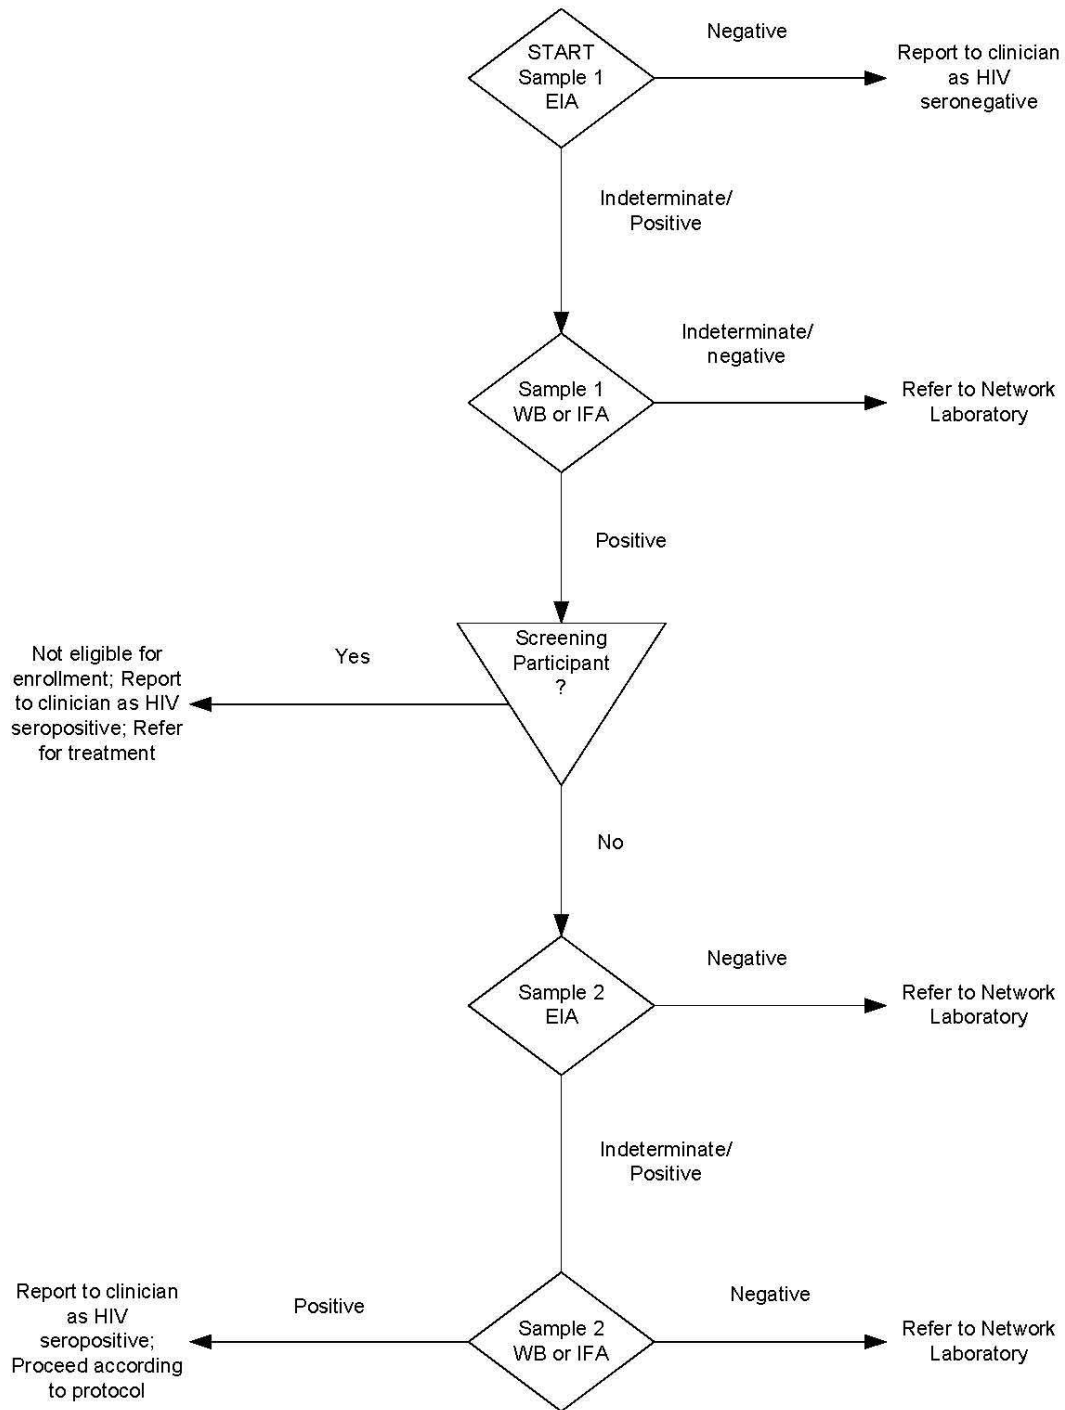 START
Sample 1
EIA
Negative
Report to clinician
as HIV
seronegative
Indeterminate/
Positive
Sample 1
WB or IFA
Indeterminate/
negative
Refer to Network
Laboratory
Positive
Screening
Participant
?
Yes
Not eligible for
enrollment; Report
to clinician as HIV
seropositive; Refer
for treatment
No
Sample 2
EIA
Negative
Refer to Network
Laboratory
Indeterminate/
Positive
Sample 2
WB or IFA
Positive
Report to clinician
as HIV
seropositive;
Proceed according
to protocol
Negative
Refer to Network
Laboratory